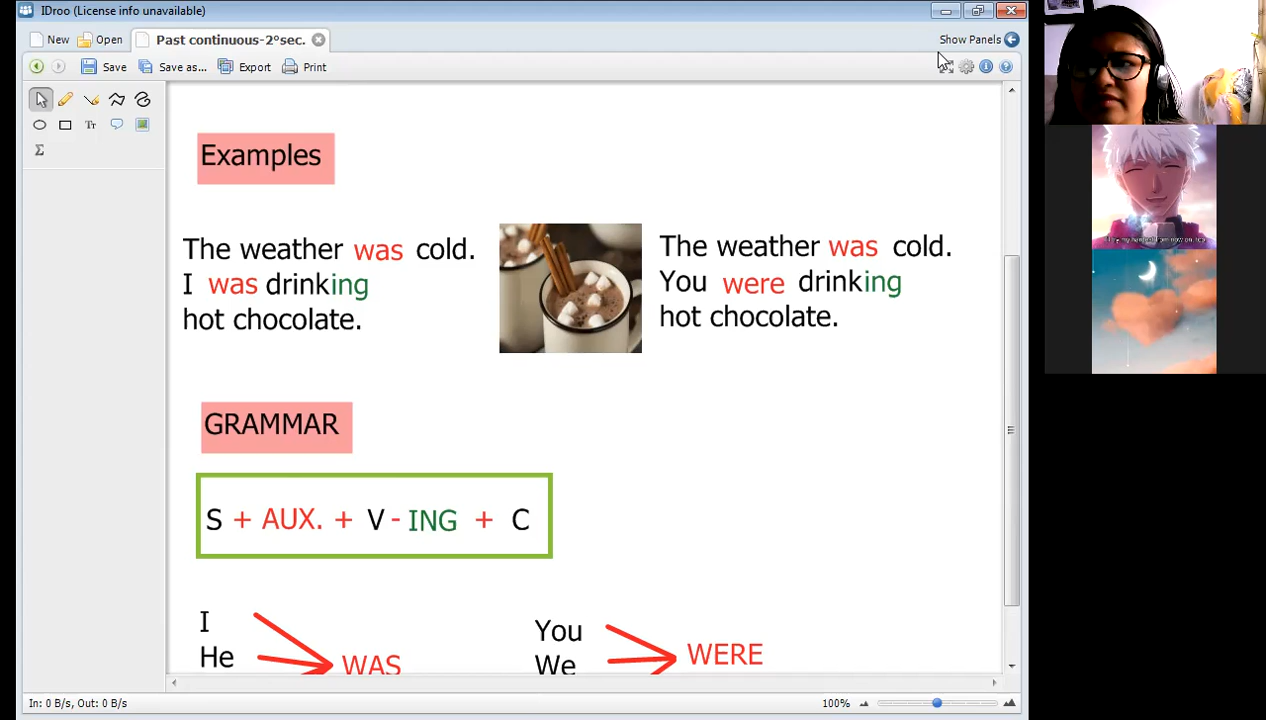 IDroo (License info unavailable)
New Open Past continuous-2°sec. Show Panels
Save Save as... Export Print
Tr
Σ
Examples
The weather was cold.
I was drinking
hot chocolate.
The weather was cold.
You were drinking
hot chocolate.
GRAMMAR
S + AUX. + V - ING + C
I
He
WAS
You
We
WERE
In: 0 B/s, Out: 0 B/s
100%